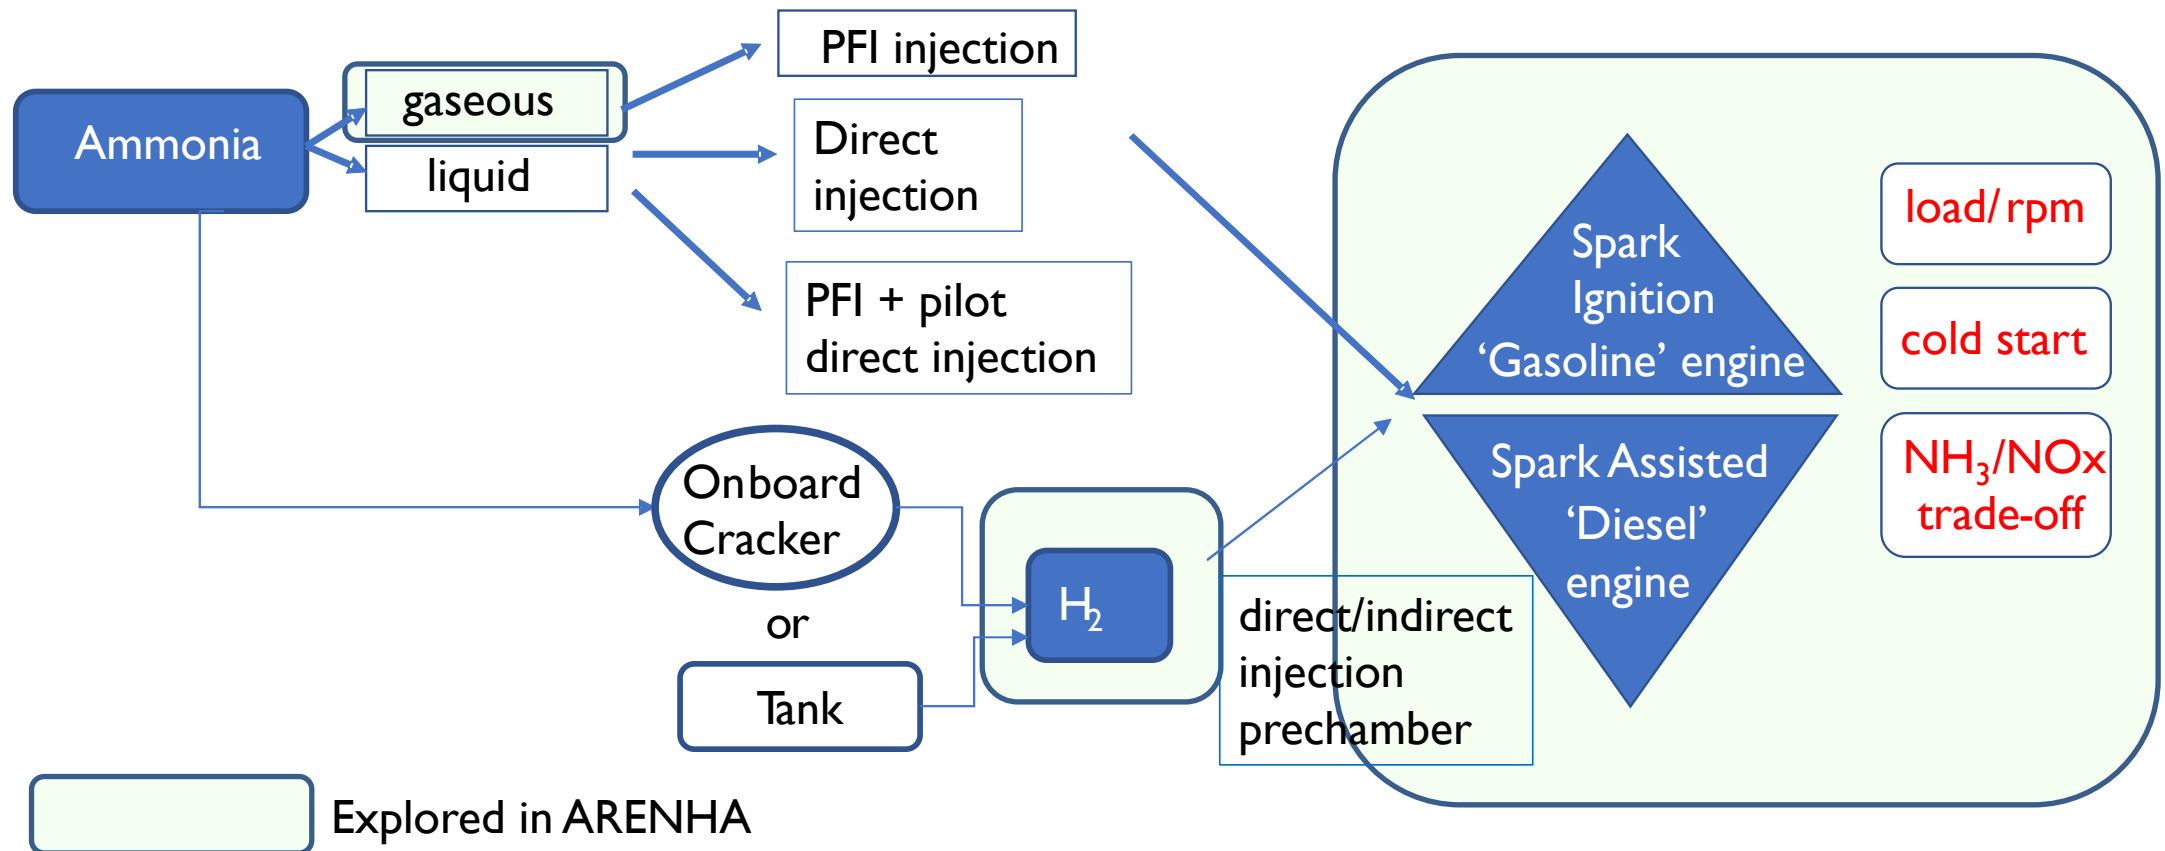 Ammonia
gaseous
liquid
PFI injection
Direct
injection
PFI + pilot
direct injection
Onboard
Cracker
or
Tank
H₂
direct/indirect
injection
prechamber
Spark
Ignition
‘Gasoline’ engine
Spark Assisted
‘Diesel’
engine
load/ rpm
cold start
NH₃/NOx
trade-off
Explored in ARENHA